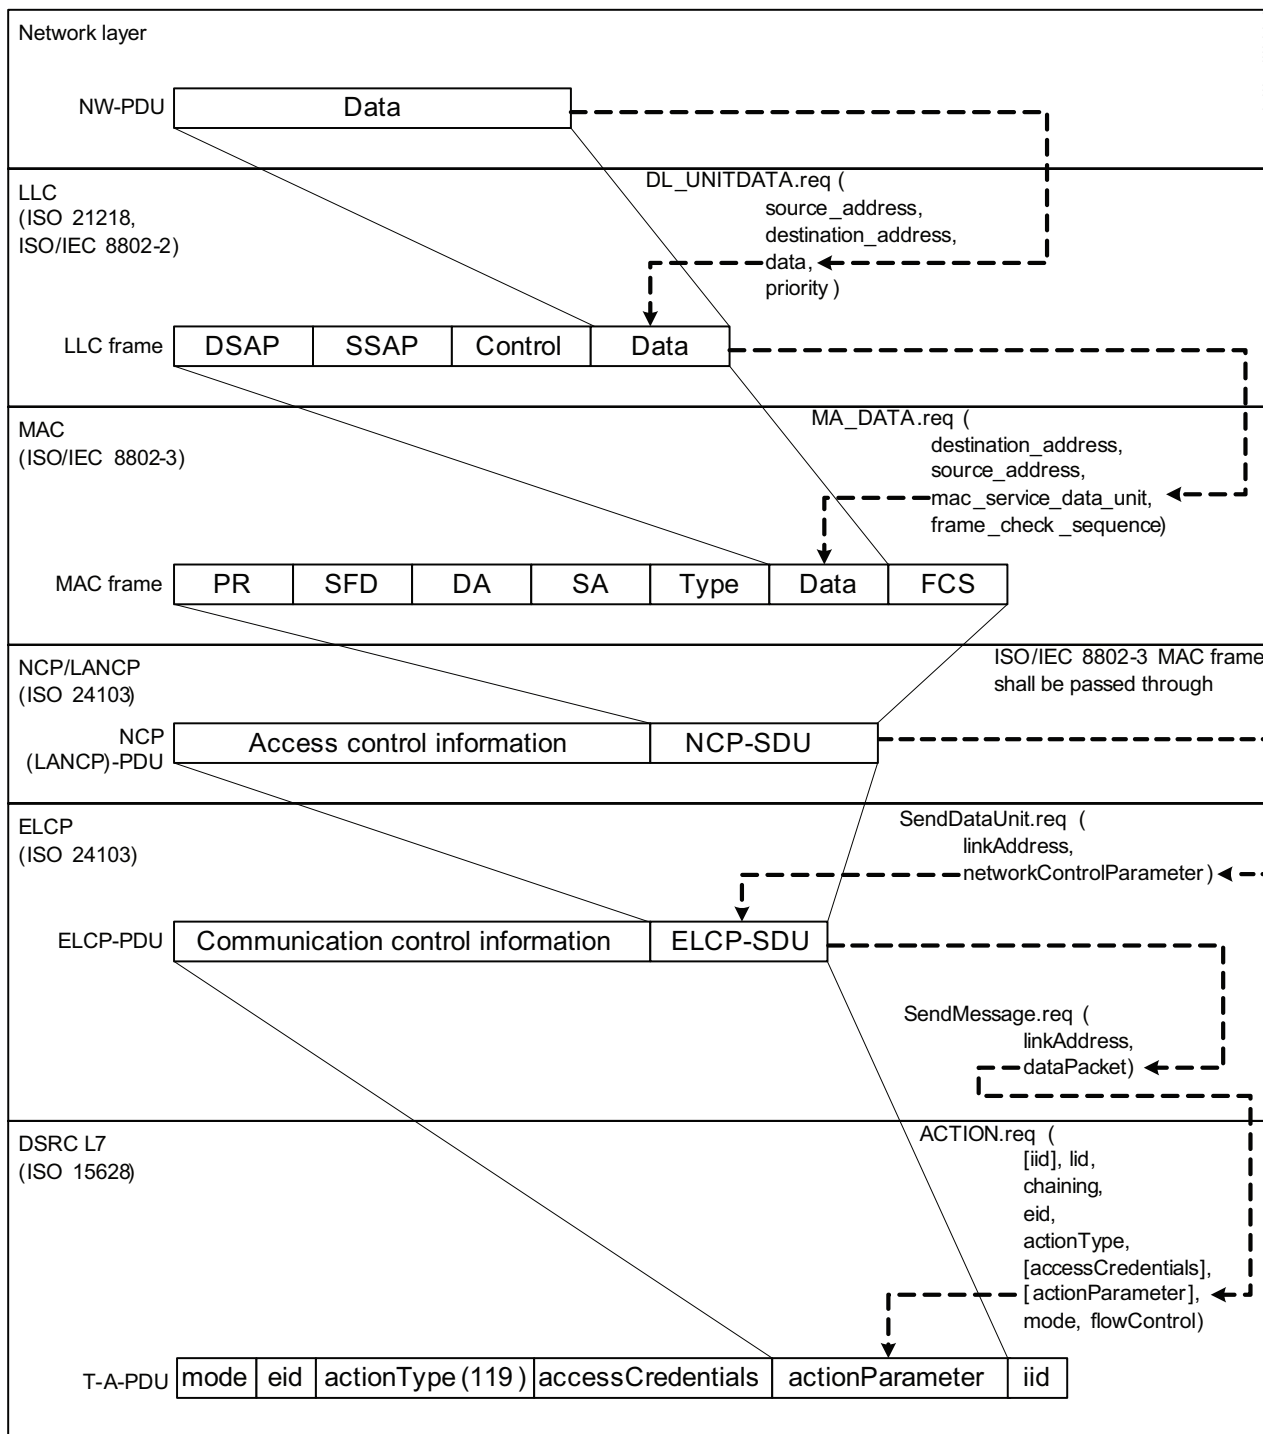 Network layer
NW-PDU
Data
LLC
(ISO 21218,
ISO/IEC 8802-2)
DL_UNITDATA.req (
source_address,
destination_address,
data,
priority)
LLC frame
DSAP
SSAP
Control
Data
MAC
(ISO/IEC 8802-3)
MA_DATA.req (
destination_address,
source_address,
mac_service_data_unit,
frame_check_sequence)
MAC frame
PR
SFD
DA
SA
Type
Data
FCS
NCP/LANCP
(ISO 24103)
ISO/IEC 8802-3 MAC frame
shall be passed through
NCP
(LANCP)-PDU
Access control information
NCP-SDU
ELCP
(ISO 24103)
SendDataUnit.req (
linkAddress,
networkControlParameter)
ELCP-PDU
Communication control information
ELCP-SDU
SendMessage.req (
linkAddress,
dataPacket)
DSRC L7
(ISO 15628)
ACTION.req (
[iid], lid,
chaining,
eid,
actionType,
[accessCredentials],
[actionParameter],
mode, flowControl)
T-A-PDU
mode
eid
actionType(119)
accessCredentials
actionParameter
iid